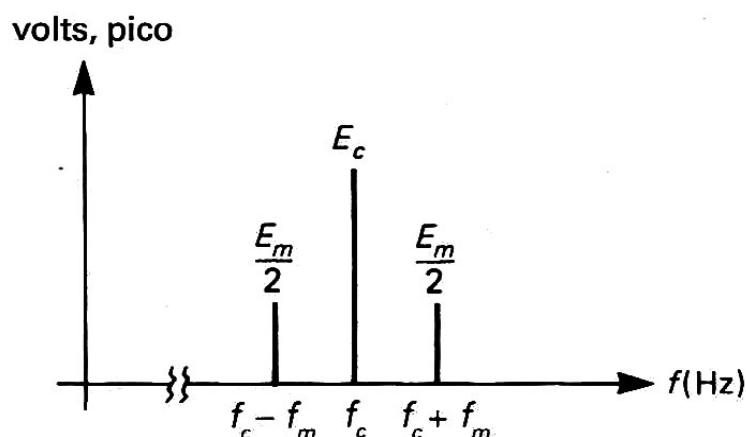 volts, pico
E_c
E_m/2
E_m/2
f(Hz)
f_c − f_m
f_c
f_c + f_m